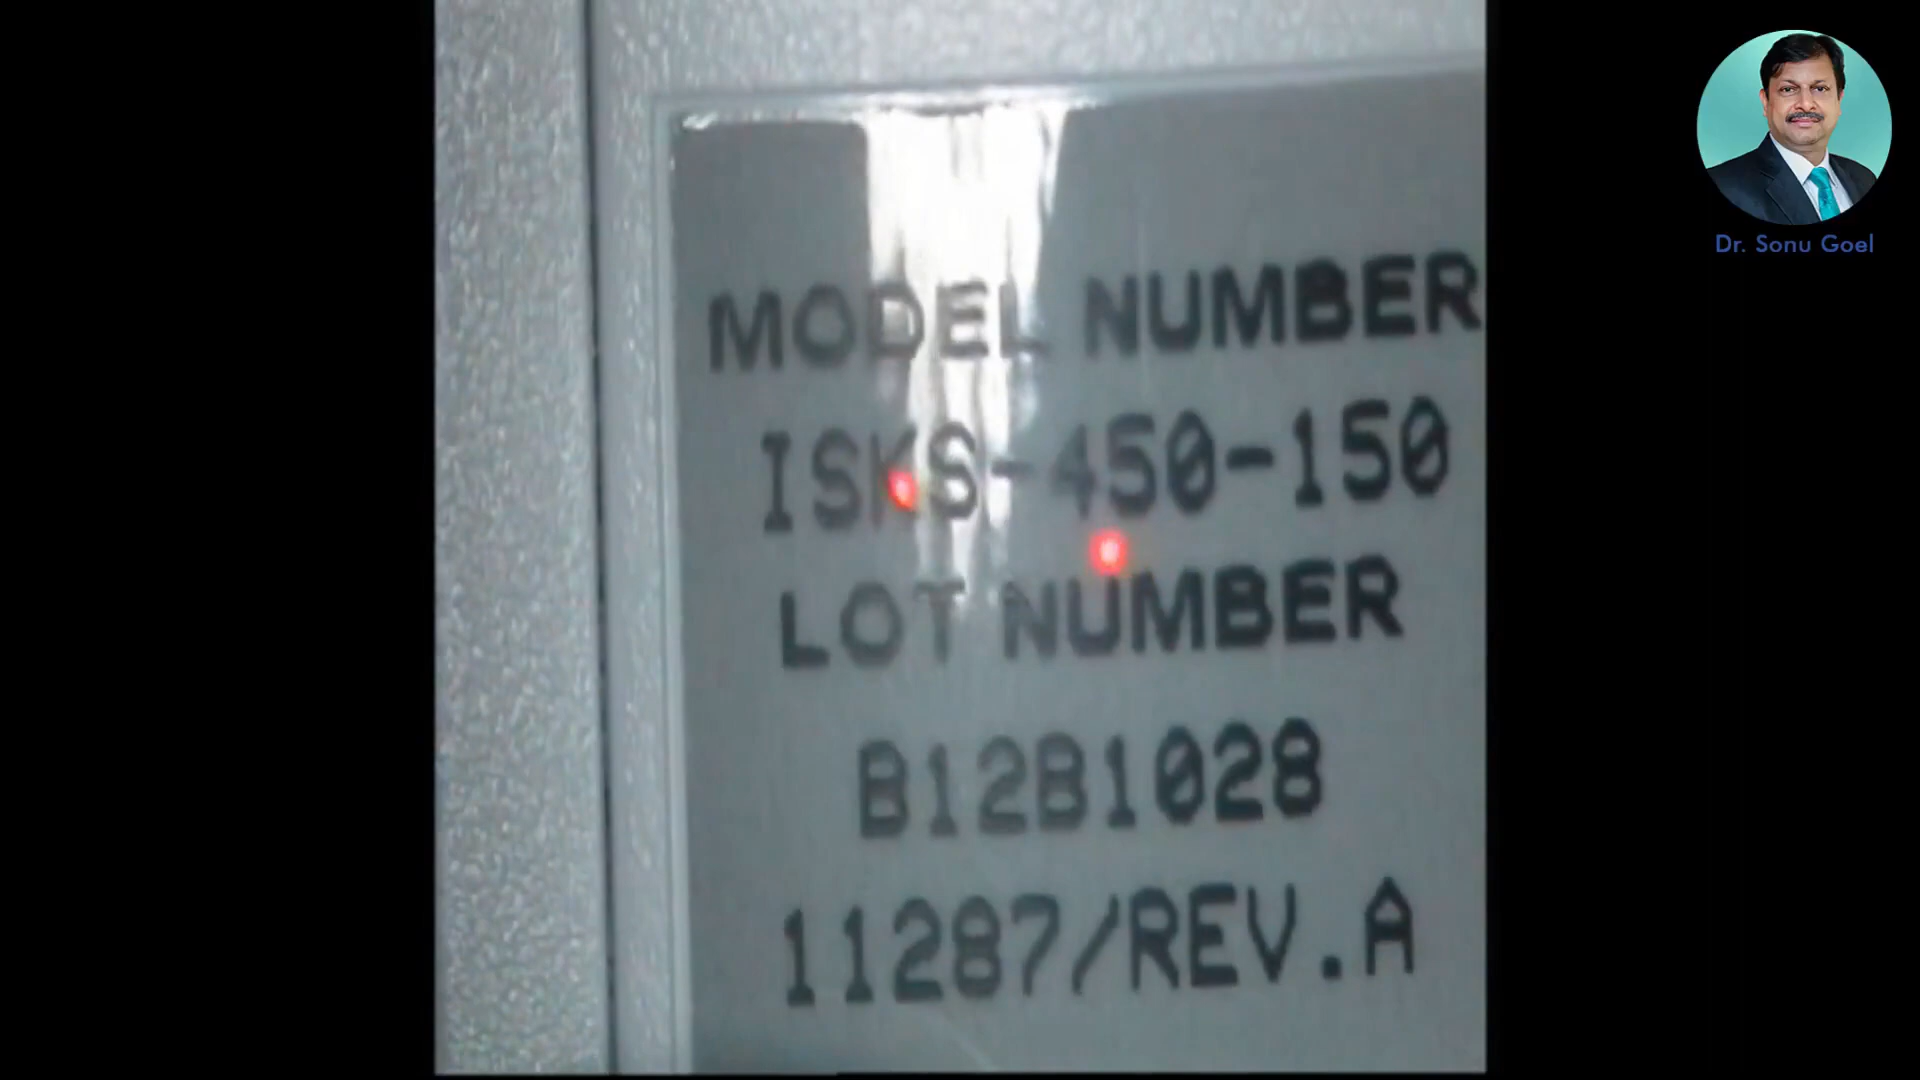 MODEL NUMBER
ISKS-450-150
LOT NUMBER
B12B1028
11287/REV.A
Dr. Sonu Goel